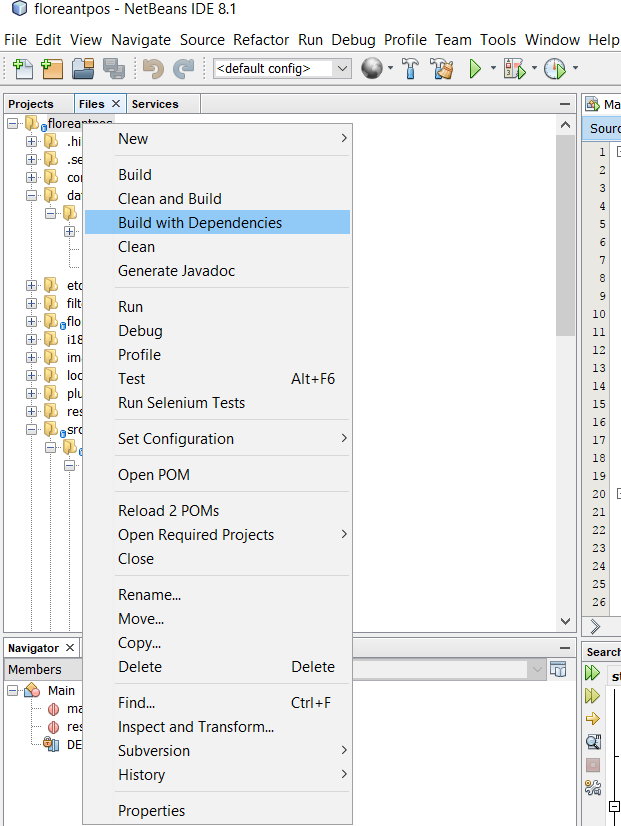 floreantpos - NetBeans IDE 8.1
File Edit View Navigate Source Refactor Run Debug Profile Team Tools Window Help
<default config>
Projects Files Services
floreantpos
.hi
.se
cor
dat
etc
filt
flo
i18
ima
loc
plu
res
src
New
Build
Clean and Build
Build with Dependencies
Clean
Generate Javadoc
Run
Debug
Profile
Test Alt+F6
Run Selenium Tests
Set Configuration
Open POM
Reload 2 POMs
Open Required Projects
Close
Rename...
Move...
Copy...
Delete Delete
Find... Ctrl+F
Inspect and Transform...
Subversion
History
Properties
Navigator
Members
Main
ma
res
DE
Ma
Sourc
1
2
3
4
5
6
7
8
9
10
11
12
13
14
15
16
17
18
19
20
21
22
23
24
25
26
Search
st